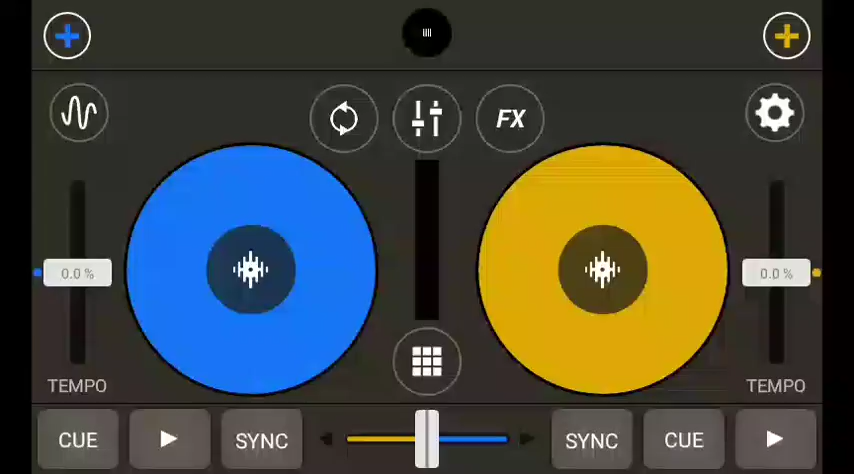 FX
0.0 %
0.0 %
TEMPO
TEMPO
CUE
SYNC
SYNC
CUE